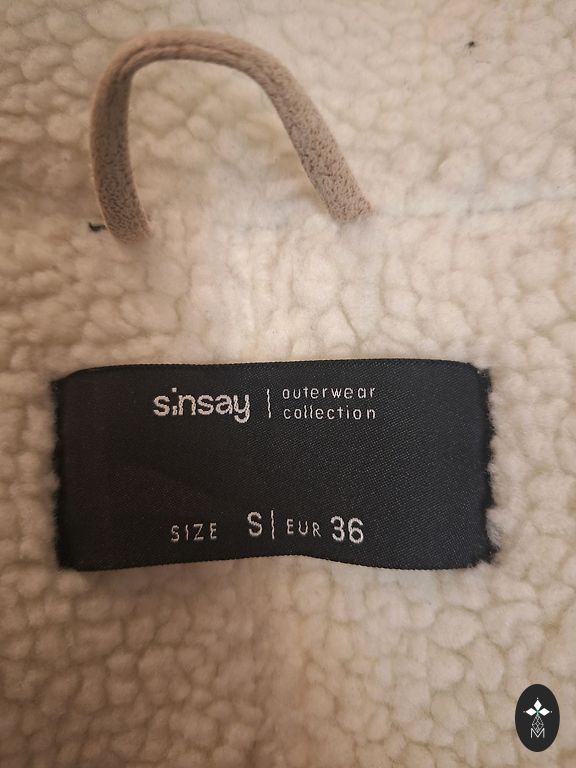 sinsay | outerwear
collection
SIZE S | EUR 36
M